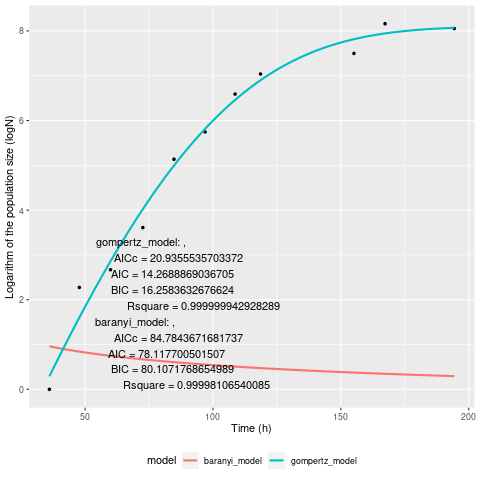 8
6
4
2
0
Logarithm of the population size (logN)
gompertz_model: ,
AICc = 20.9355535703372
AIC = 14.2688869036705
BIC = 16.2583632676624
Rsquare = 0.999999942928289
baranyi_model: ,
AICc = 84.7843671681737
AIC = 78.117700501507
BIC = 80.1071768654989
Rsquare = 0.99998106540085
50 100 150 200
Time (h)
model baranyi_model gompertz_model